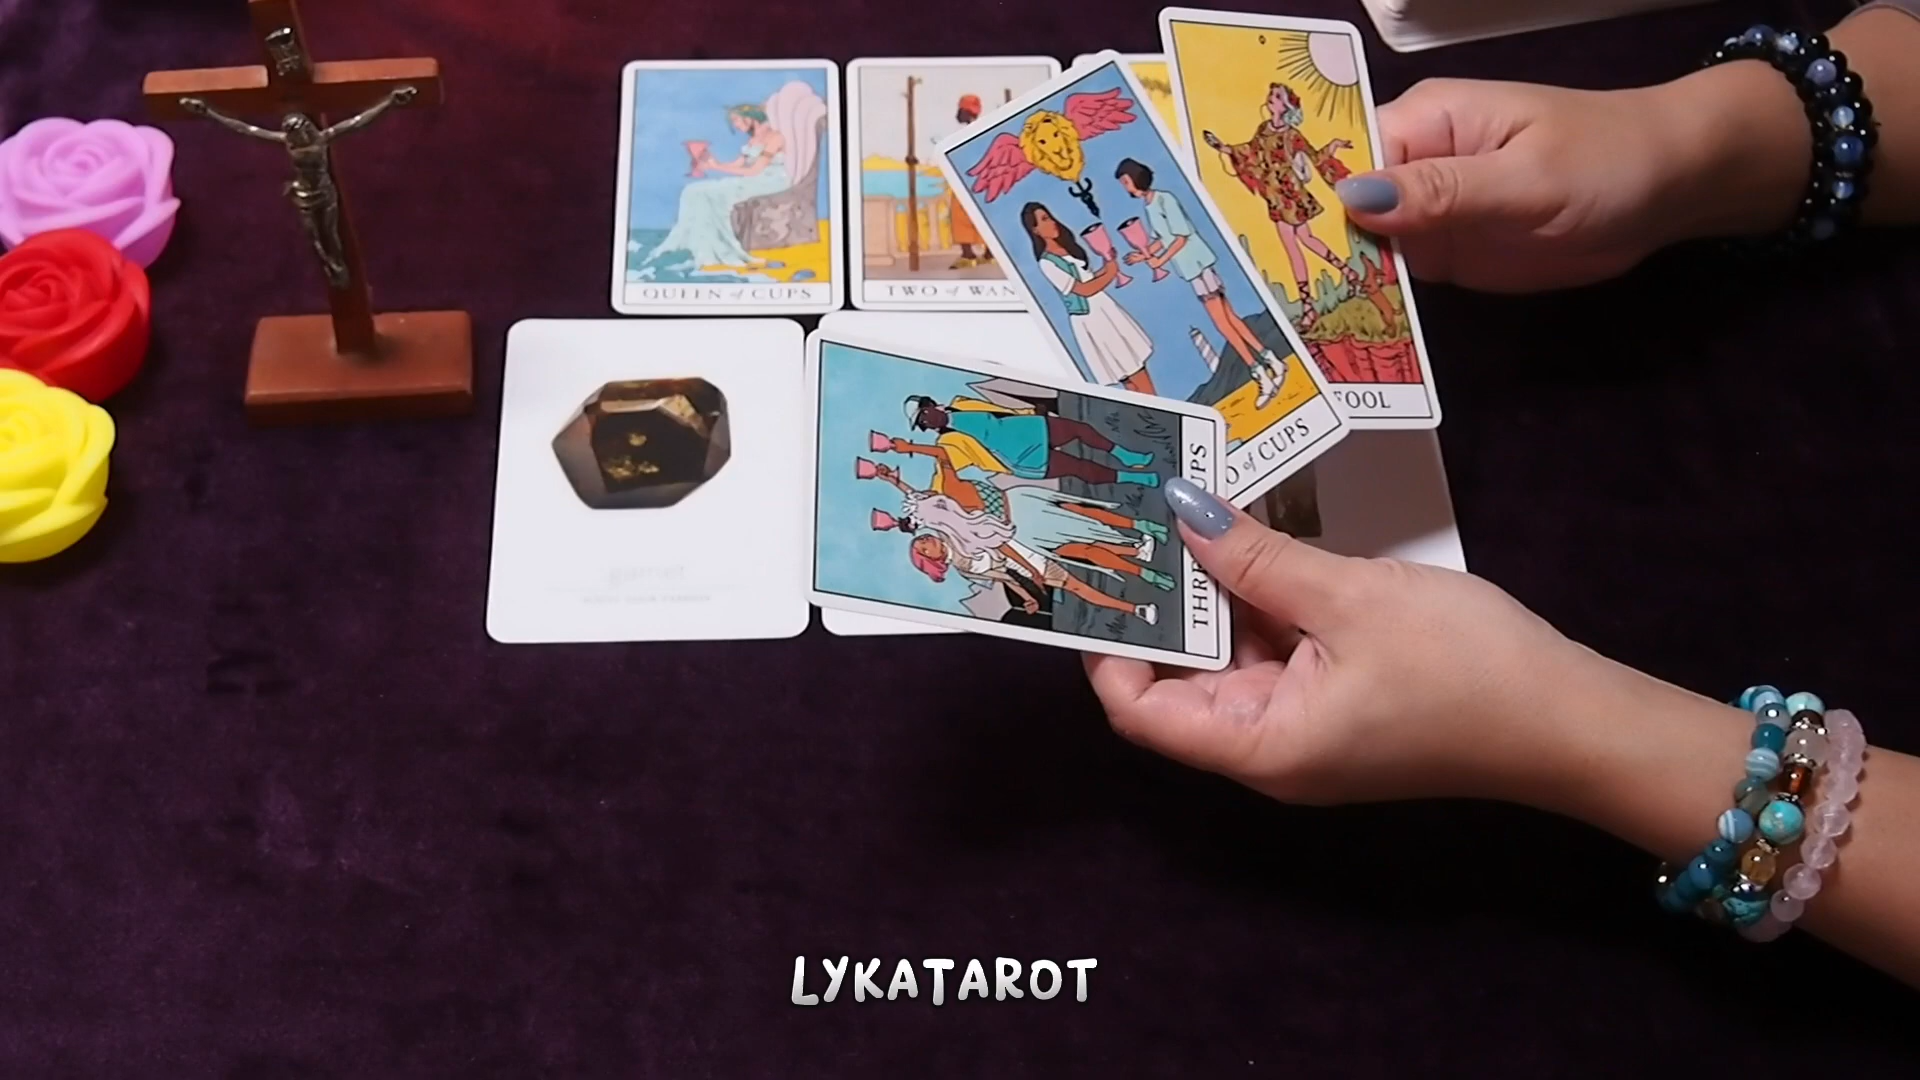 QUEEN of CUPS
TWO of WAN
FOOL
O of CUPS
THRE UPS
LYKATAROT